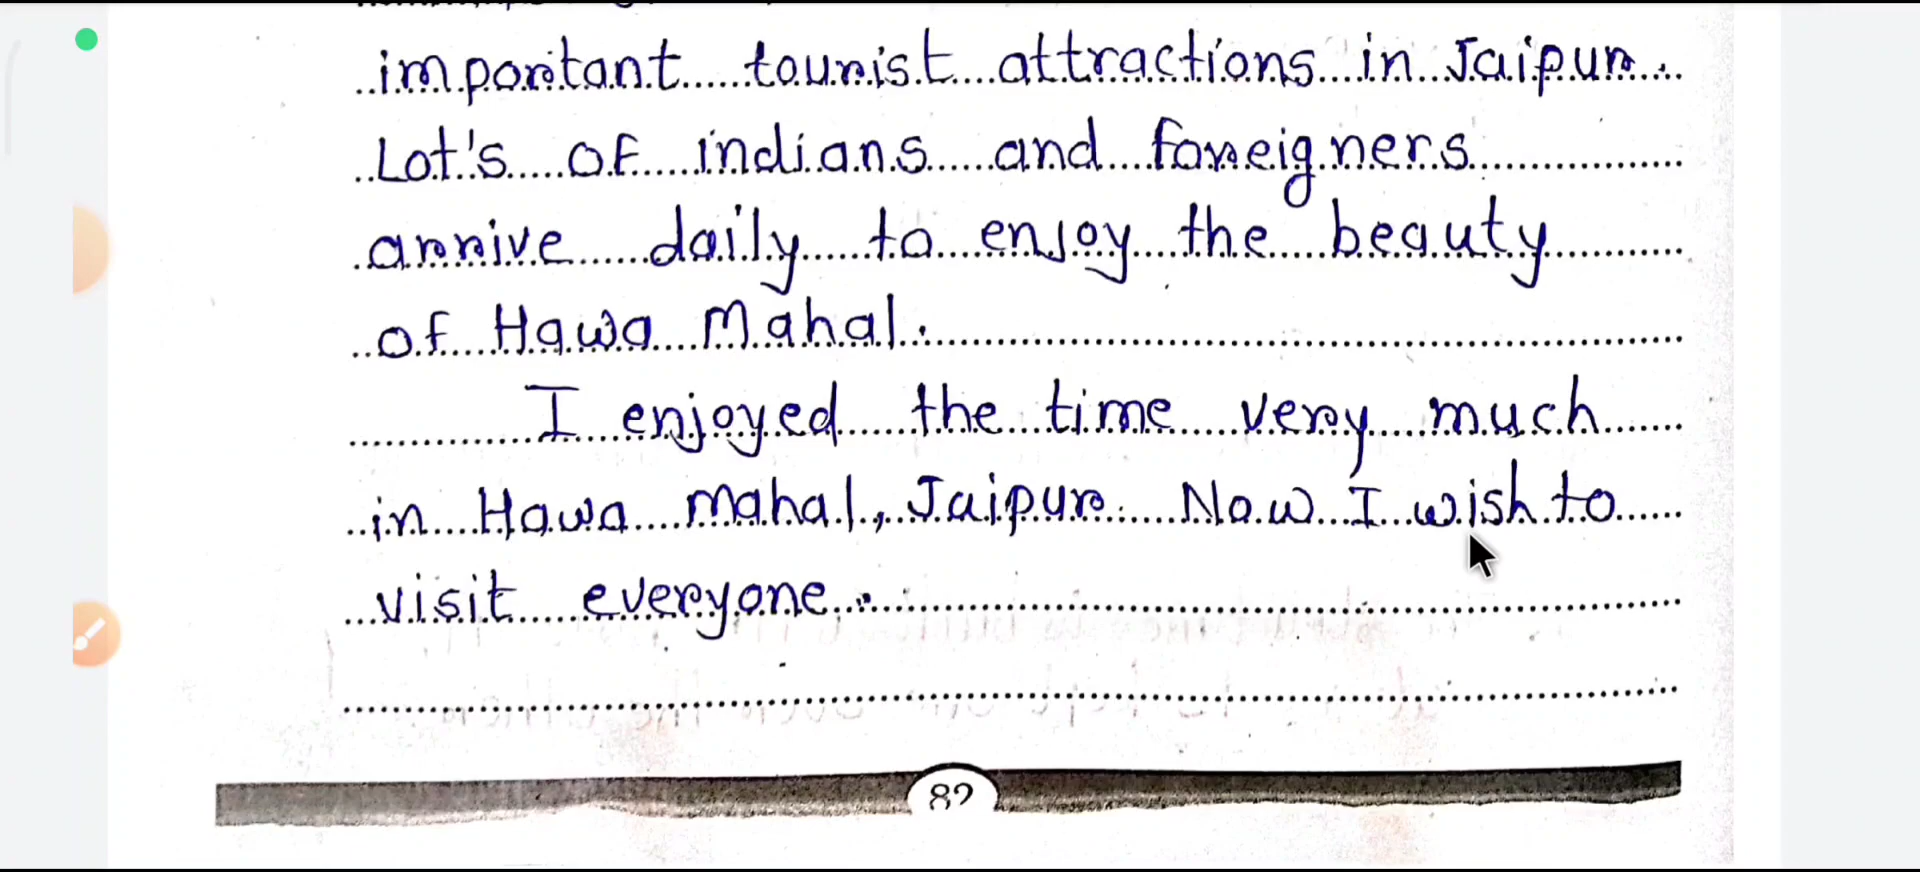 important tourist attractions in Jaipur.
Lot's of indians and foreigners
arrive daily to enjoy the beauty
of Hawa Mahal.
I enjoyed the time very much
in Hawa mahal, Jaipur. Now I wish to
visit everyone.